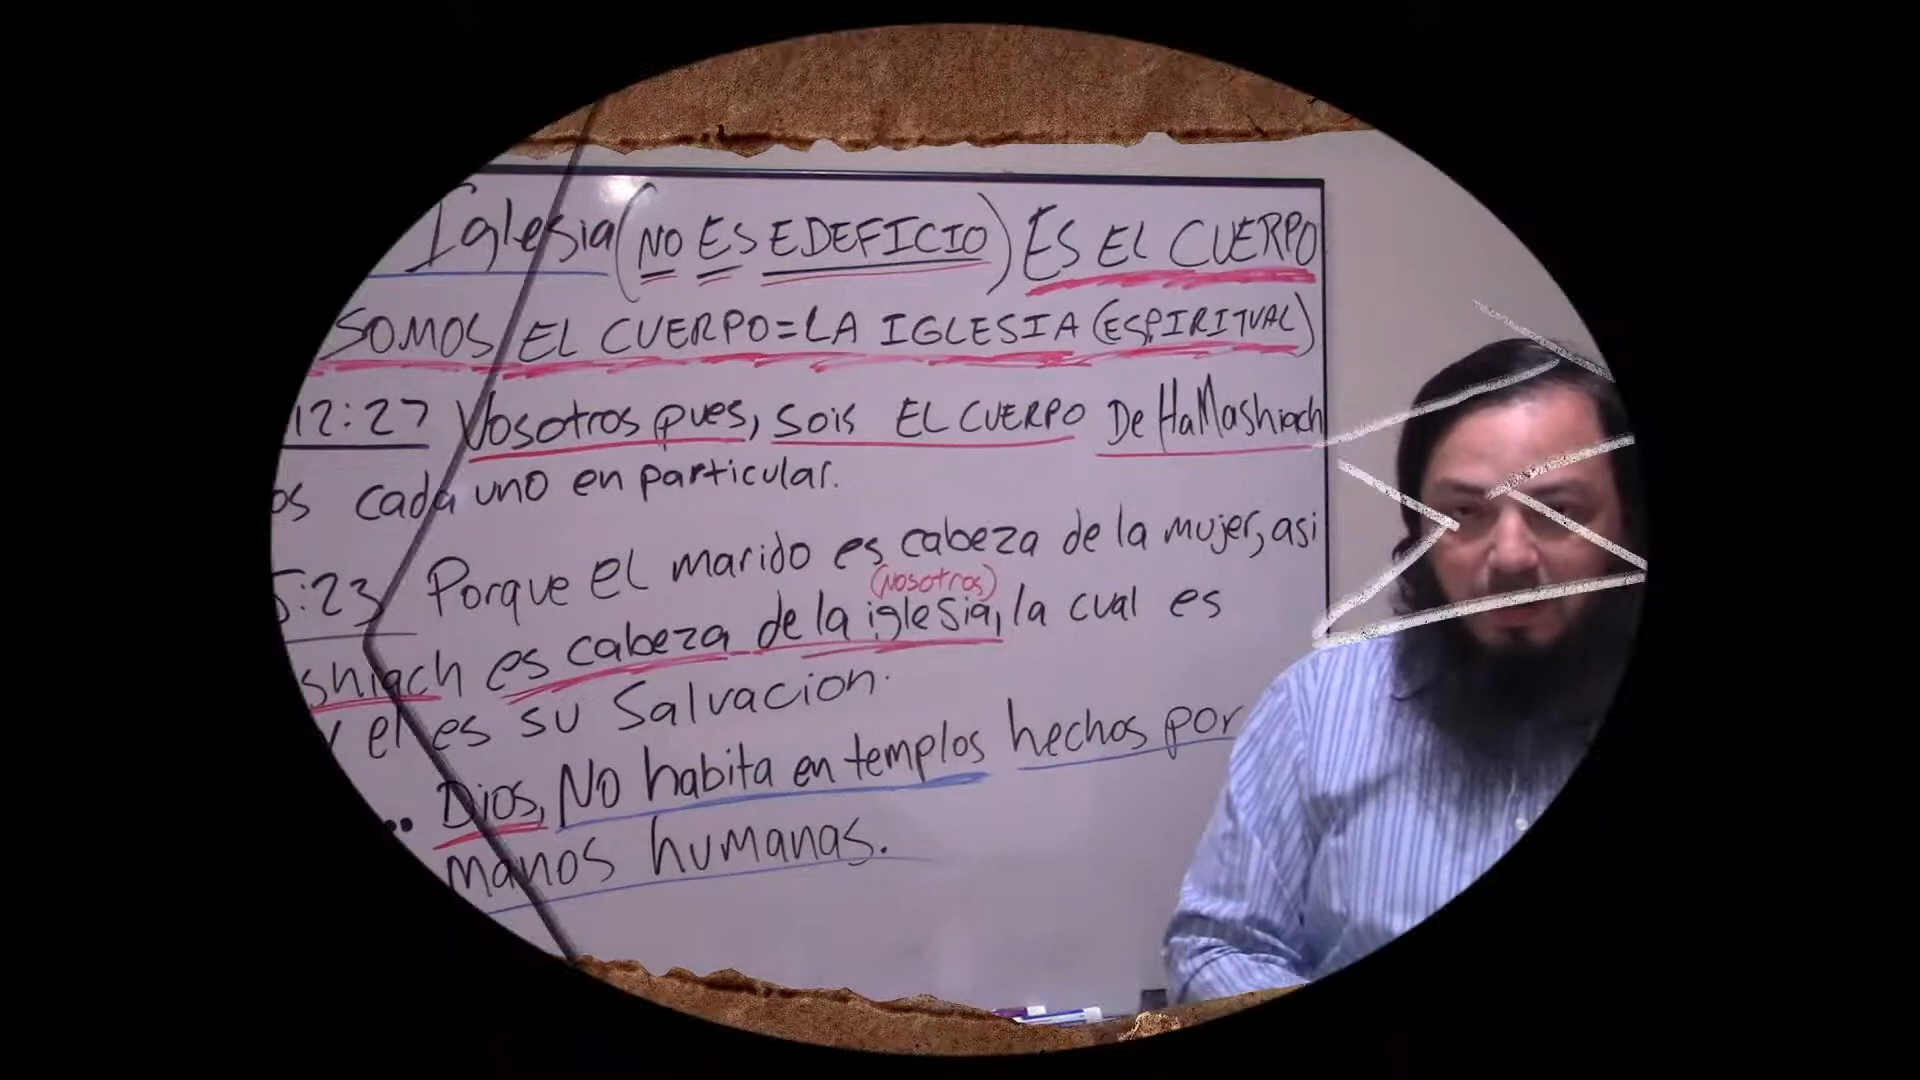 Iglesia (NO ES EDEFICIO) ES EL CUERPO
SOMOS EL CUERPO=LA IGLESIA (ESPIRITUAL)
12:27 Vosotros pues, sois EL CUERPO De HaMashiach
os cada uno en particular.
5:23 Porque el marido es cabeza de la mujer, asi
(NOSOTROS)
shiach es cabeza de la iglesia, la cual es
y el es su Salvacion.
.. Dios, No habita en templos hechos por
manos humanas.